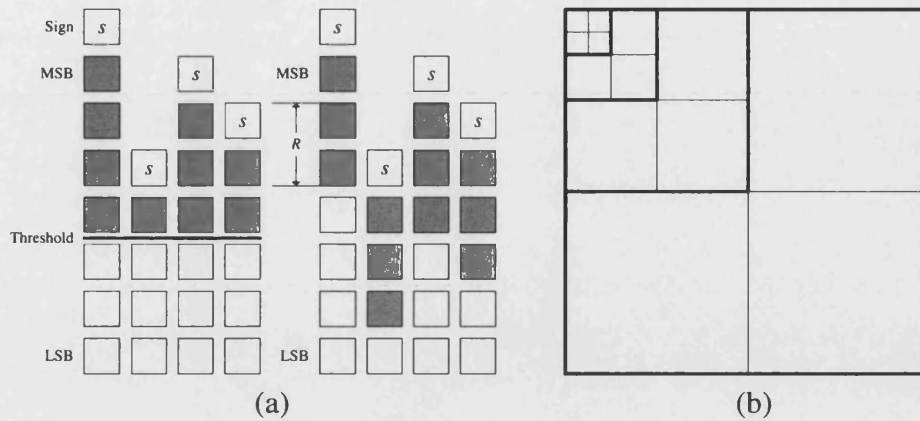 Sign s s
MSB s MSB s
s R s
s s
Threshold
LSB LSB
(a) (b)